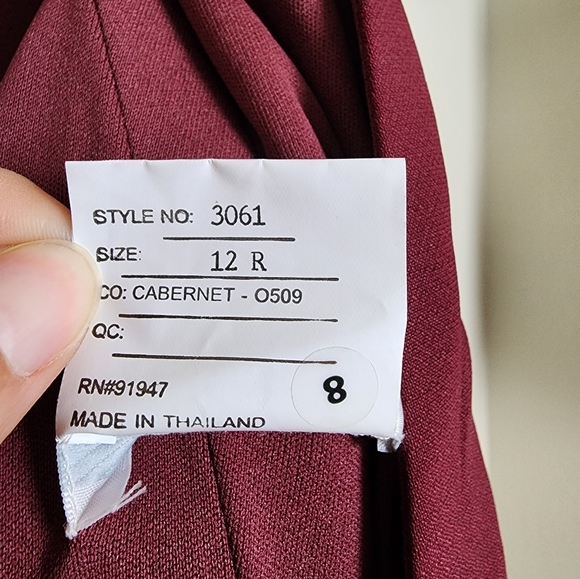 STYLE NO: 3061
SIZE: 12 R
CO: CABERNET - O509
QC:
8
RN#91947
MADE IN THAILAND